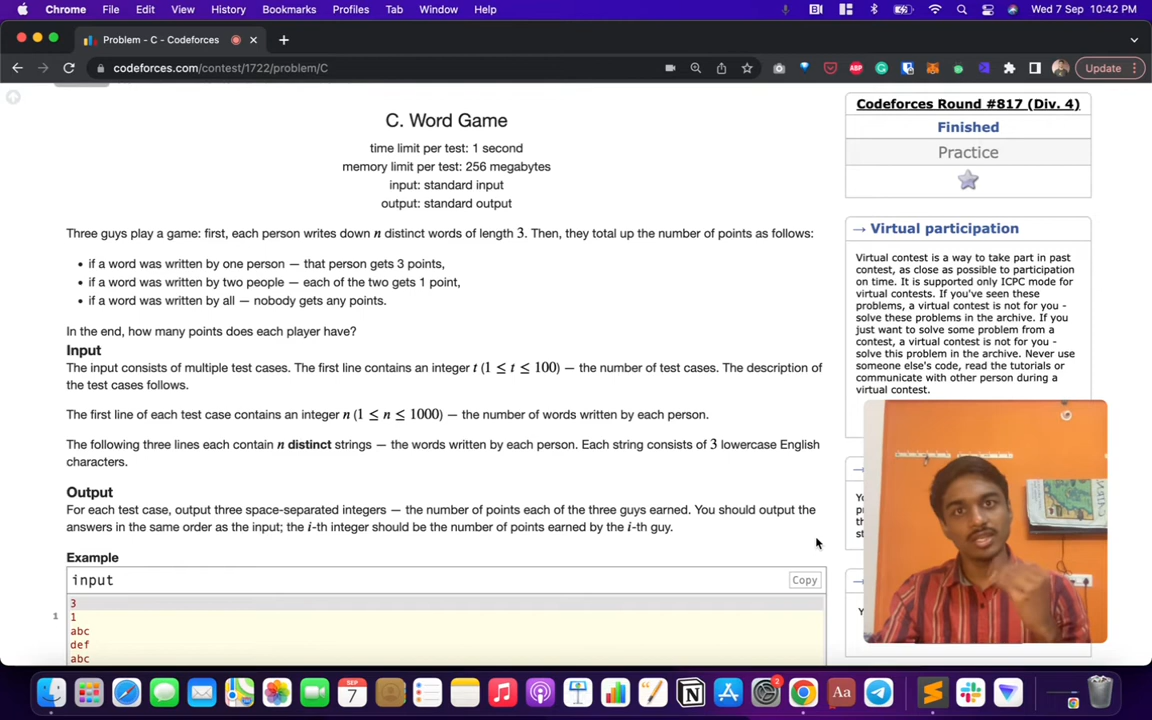 Chrome File Edit View History Bookmarks Profiles Tab Window Help Wed 7 Sep 10:42 PM
Problem - C - Codeforces
codeforces.com/contest/1722/problem/C Update
C. Word Game
time limit per test: 1 second
memory limit per test: 256 megabytes
input: standard input
output: standard output
Three guys play a game: first, each person writes down n distinct words of length 3. Then, they total up the number of points as follows:
• if a word was written by one person — that person gets 3 points,
• if a word was written by two people — each of the two gets 1 point,
• if a word was written by all — nobody gets any points.
In the end, how many points does each player have?
Input
The input consists of multiple test cases. The first line contains an integer t (1 ≤ t ≤ 100) — the number of test cases. The description of
the test cases follows.
The first line of each test case contains an integer n (1 ≤ n ≤ 1000) — the number of words written by each person.
The following three lines each contain n distinct strings — the words written by each person. Each string consists of 3 lowercase English
characters.
Output
For each test case, output three space-separated integers — the number of points each of the three guys earned. You should output the
answers in the same order as the input; the i-th integer should be the number of points earned by the i-th guy.
Example
input Copy
3
1
1
abc
def
abc
Codeforces Round #817 (Div. 4)
Finished
Practice
→ Virtual participation
Virtual contest is a way to take part in past
contest, as close as possible to participation
on time. It is supported only ICPC mode for
virtual contests. If you've seen these
problems, a virtual contest is not for you -
solve these problems in the archive. If you
just want to solve some problem from a
contest, a virtual contest is not for you -
solve this problem in the archive. Never use
someone else's code, read the tutorials or
communicate with other person during a
virtual contest.
SEP
7
Aa
2